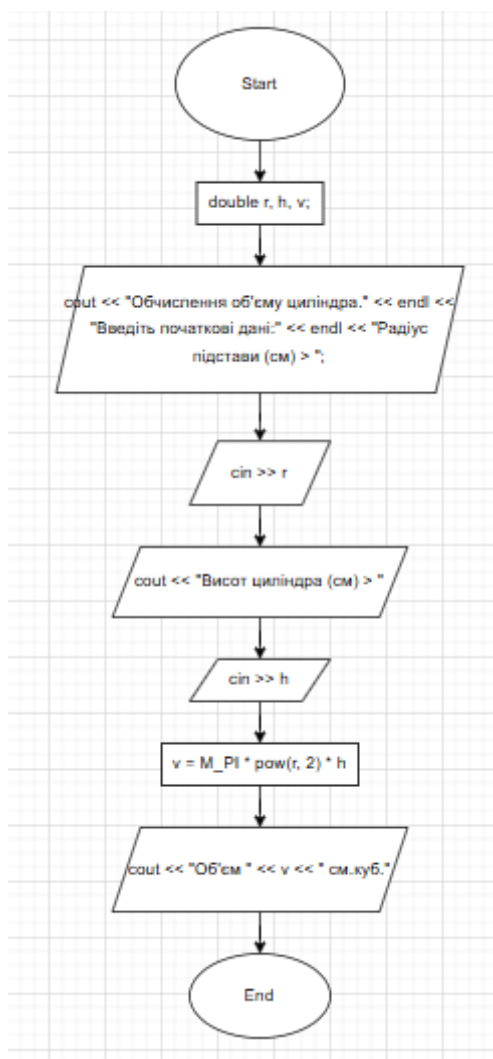 Start
double r, h, v;
cout << "Обчислення об'єму циліндра." << endl <<
"Введіть початкові дані:" << endl << "Радіус
підстави (см) > ";
cin >> r
cout << "Висот циліндра (см) > "
cin >> h
v = M_PI * pow(r, 2) * h
cout << "Об'єм " << v << " см.куб."
End